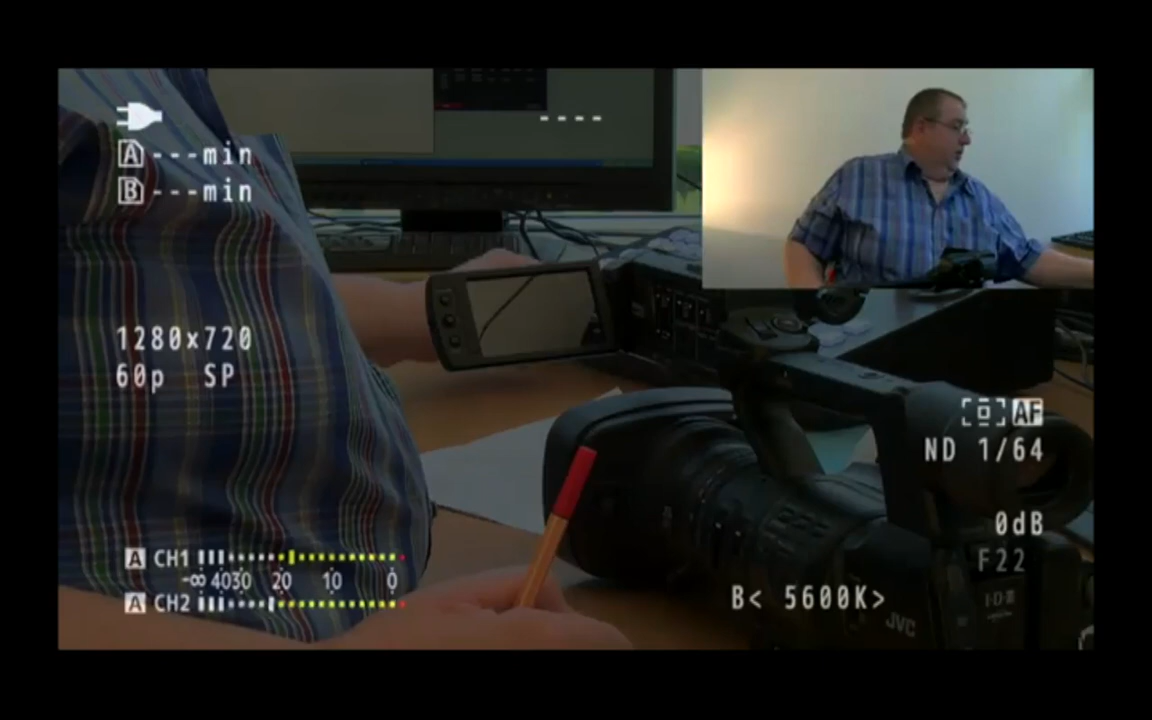 ----
A ---min
B ---min
1280x720
60p SP
AF
ND 1/64
0dB
F22
B< 5600K>
A CH1
-∞ 40 30 20 10 0
A CH2
JVC